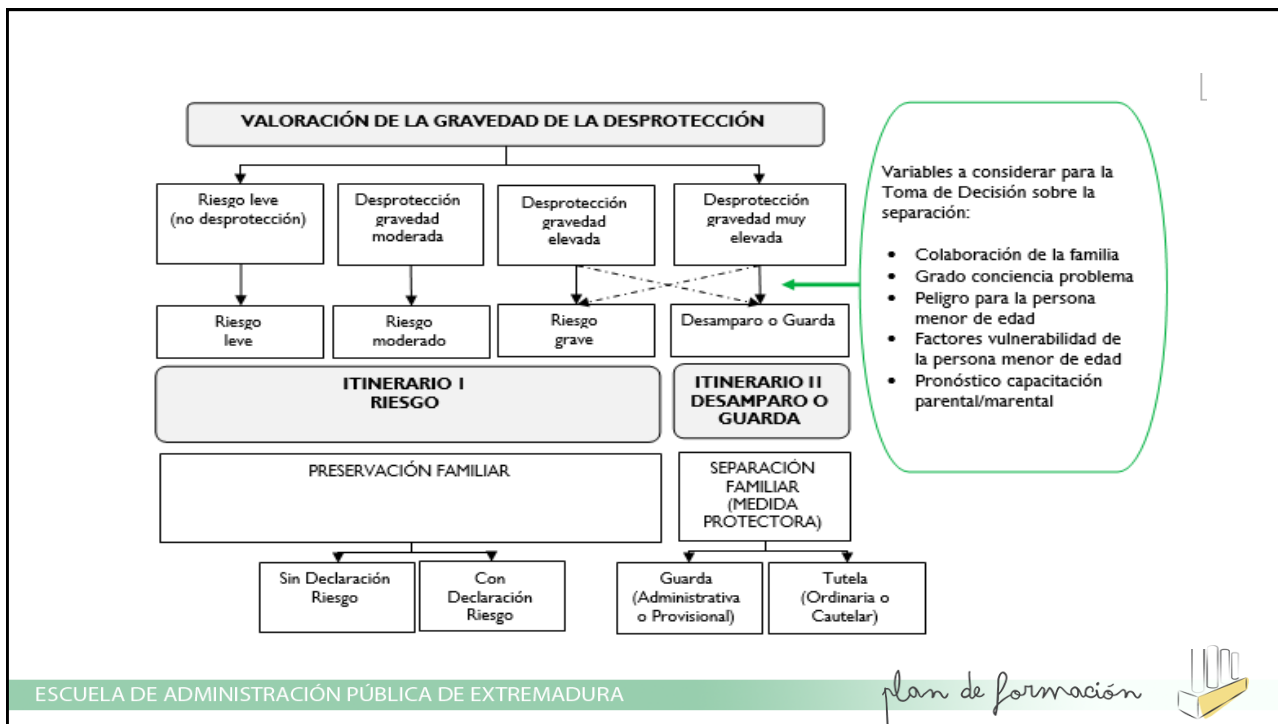 VALORACIÓN DE LA GRAVEDAD DE LA DESPROTECCIÓN
Riesgo leve
(no desprotección)
Desprotección
gravedad
moderada
Desprotección
gravedad
elevada
Desprotección
gravedad muy
elevada
Riesgo
leve
Riesgo
moderado
Riesgo
grave
Desamparo o Guarda
Variables a considerar para la
Toma de Decisión sobre la
separación:
• Colaboración de la familia
• Grado conciencia problema
• Peligro para la persona
menor de edad
• Factores vulnerabilidad de
la persona menor de edad
• Pronóstico capacitación
parental/marental
ITINERARIO I
RIESGO
ITINERARIO II
DESAMPARO O
GUARDA
PRESERVACIÓN FAMILIAR
SEPARACIÓN
FAMILIAR
(MEDIDA
PROTECTORA)
Sin Declaración
Riesgo
Con
Declaración
Riesgo
Guarda
(Administrativa
o Provisional)
Tutela
(Ordinaria o
Cautelar)
ESCUELA DE ADMINISTRACIÓN PÚBLICA DE EXTREMADURA
plan de formación